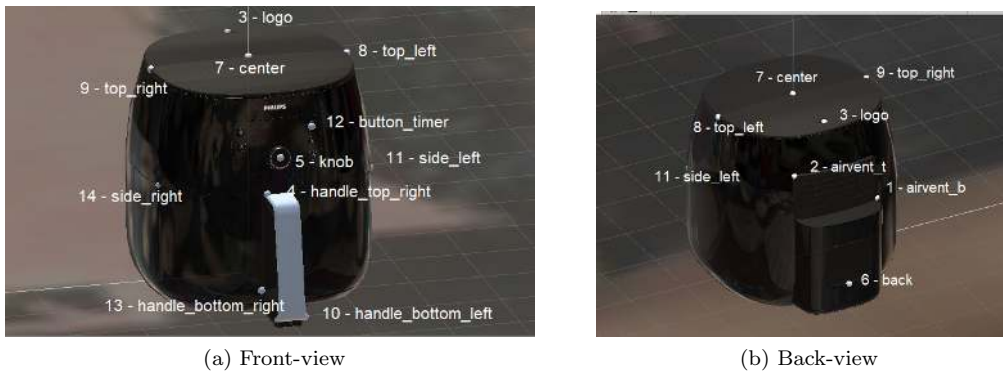 3 - logo
8 - top_left
7 - center
9 - top_right
PHILIPS
12 - button_timer
5 - knob
11 - side_left
4 - handle_top_right
14 - side_right
13 - handle_bottom_right
10 - handle_bottom_left
(a) Front-view
7 - center
9 - top_right
3 - logo
8 - top_left
2 - airvent_t
11 - side_left
1 - airvent_b
6 - back
(b) Back-view